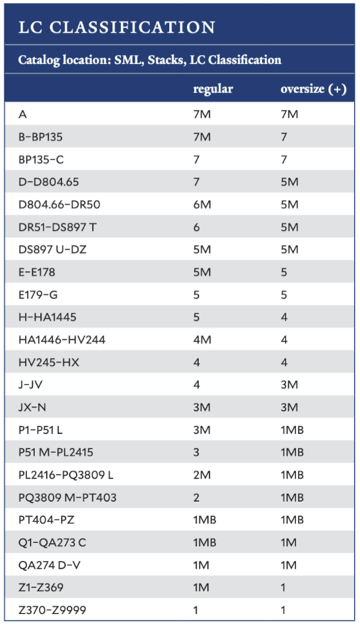 LC CLASSIFICATION
Catalog location: SML, Stacks, LC Classification
regular oversize (+)
A 7M 7M
B–BP135 7M 7
BP135–C 7 7
D–D804.65 7 5M
D804.66–DR50 6M 5M
DR51–DS897 T 6 5M
DS897 U–DZ 5M 5M
E–E178 5M 5
E179–G 5 5
H–HA1445 5 4
HA1446–HV244 4M 4
HV245–HX 4 4
J–JV 4 3M
JX–N 3M 3M
P1–P51 L 3M 1MB
P51 M–PL2415 3 1MB
PL2416–PQ3809 L 2M 1MB
PQ3809 M–PT403 2 1MB
PT404–PZ 1MB 1MB
Q1–QA273 C 1MB 1M
QA274 D–V 1M 1M
Z1–Z369 1M 1
Z370–Z9999 1 1